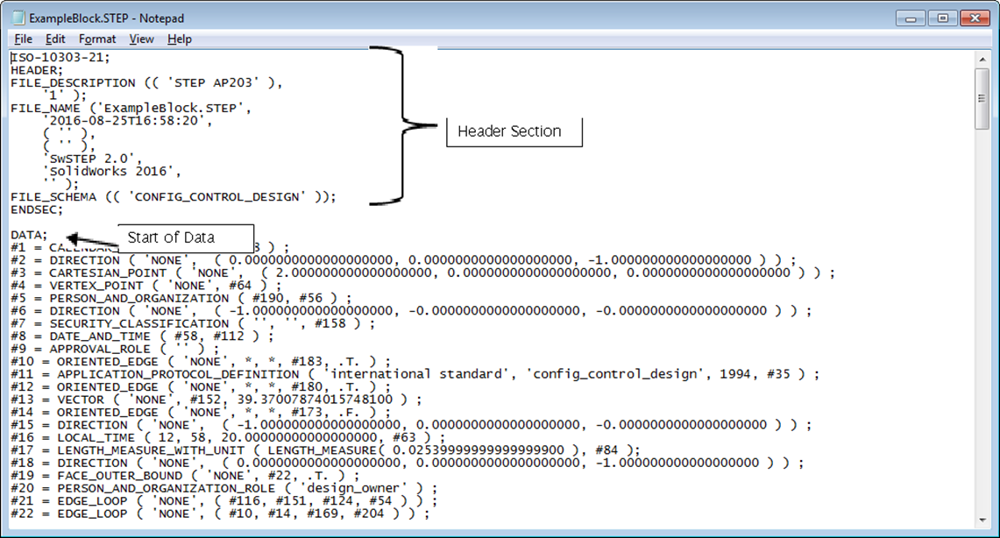 ExampleBlock.STEP - Notepad
File Edit Format View Help
ISO-10303-21;
HEADER;
FILE_DESCRIPTION (( 'STEP AP203' ),
'1' );
FILE_NAME ('ExampleBlock.STEP',
'2016-08-25T16:58:20',
( '' ),
( '' ),
'SwSTEP 2.0',
'SolidWorks 2016',
'' );
FILE_SCHEMA (( 'CONFIG_CONTROL_DESIGN' ));
ENDSEC;
Header Section
DATA;
Start of Data
#1 = CALENDAR_ 8 ) ;
#2 = DIRECTION ( 'NONE', ( 0.0000000000000000000, 0.0000000000000000000, -1.000000000000000000 ) ) ;
#3 = CARTESIAN_POINT ( 'NONE', ( 2.000000000000000000, 0.0000000000000000000, 0.0000000000000000000 ) ) ;
#4 = VERTEX_POINT ( 'NONE', #64 ) ;
#5 = PERSON_AND_ORGANIZATION ( #190, #56 ) ;
#6 = DIRECTION ( 'NONE', ( -1.000000000000000000, -0.0000000000000000000, -0.0000000000000000000 ) ) ;
#7 = SECURITY_CLASSIFICATION ( '', '', #158 ) ;
#8 = DATE_AND_TIME ( #58, #112 ) ;
#9 = APPROVAL_ROLE ( '' ) ;
#10 = ORIENTED_EDGE ( 'NONE', *, *, #183, .T. ) ;
#11 = APPLICATION_PROTOCOL_DEFINITION ( 'international standard', 'config_control_design', 1994, #35 ) ;
#12 = ORIENTED_EDGE ( 'NONE', *, *, #180, .T. ) ;
#13 = VECTOR ( 'NONE', #152, 39.37007874015748100 ) ;
#14 = ORIENTED_EDGE ( 'NONE', *, *, #173, .F. ) ;
#15 = DIRECTION ( 'NONE', ( -1.000000000000000000, 0.0000000000000000000, -0.0000000000000000000 ) ) ;
#16 = LOCAL_TIME ( 12, 58, 20.00000000000000000, #63 ) ;
#17 = LENGTH_MEASURE_WITH_UNIT ( LENGTH_MEASURE( 0.02539999999999999900 ), #84 );
#18 = DIRECTION ( 'NONE', ( 0.0000000000000000000, 0.0000000000000000000, -1.000000000000000000 ) ) ;
#19 = FACE_OUTER_BOUND ( 'NONE', #22, .T. ) ;
#20 = PERSON_AND_ORGANIZATION_ROLE ( 'design_owner' ) ;
#21 = EDGE_LOOP ( 'NONE', ( #116, #151, #124, #54 ) ) ;
#22 = EDGE_LOOP ( 'NONE', ( #10, #14, #169, #204 ) ) ;